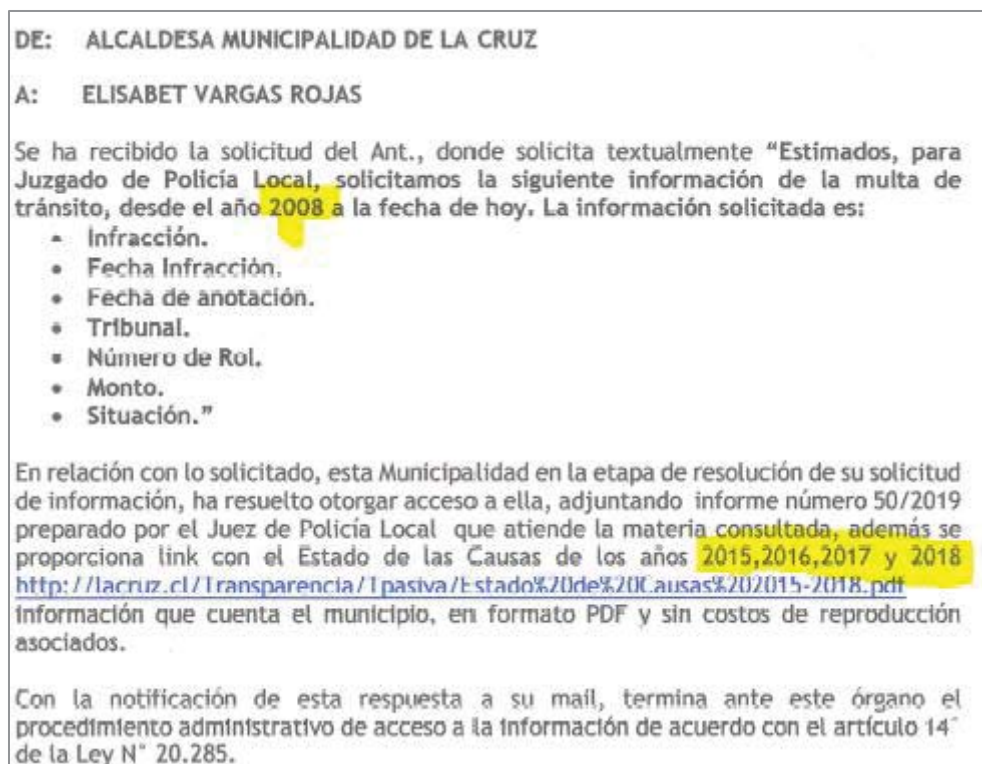 DE: ALCALDESA MUNICIPALIDAD DE LA CRUZ
A: ELISABET VARGAS ROJAS
Se ha recibido la solicitud del Ant., donde solicita textualmente “Estimados, para
Juzgado de Policía Local, solicitamos la siguiente información de la multa de
tránsito, desde el año 2008 a la fecha de hoy. La información solicitada es:
- Infracción.
• Fecha Infracción.
• Fecha de anotación.
• Tribunal.
• Número de Rol.
• Monto.
• Situación.”
En relación con lo solicitado, esta Municipalidad en la etapa de resolución de su solicitud
de información, ha resuelto otorgar acceso a ella, adjuntando informe número 50/2019
preparado por el Juez de Policía Local que atiende la materia consultada, además se
proporciona link con el Estado de las Causas de los años 2015,2016,2017 y 2018
http://lacruz.cl/Transparencia/Tpasiva/Estado%20de%20Causas%202015-2018.pdf
información que cuenta el municipio, en formato PDF y sin costos de reproducción
asociados.
Con la notificación de esta respuesta a su mail, termina ante este órgano el
procedimiento administrativo de acceso a la información de acuerdo con el artículo 14°
de la Ley N° 20.285.